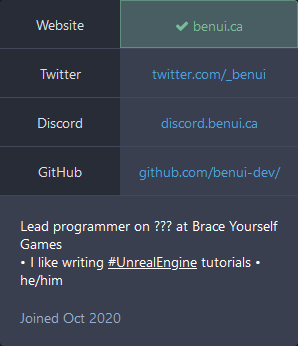 Website ✔ benui.ca
Twitter twitter.com/_benui
Discord discord.benui.ca
GitHub github.com/benui-dev/
Lead programmer on ??? at Brace Yourself
Games
• I like writing #UnrealEngine tutorials •
he/him
Joined Oct 2020